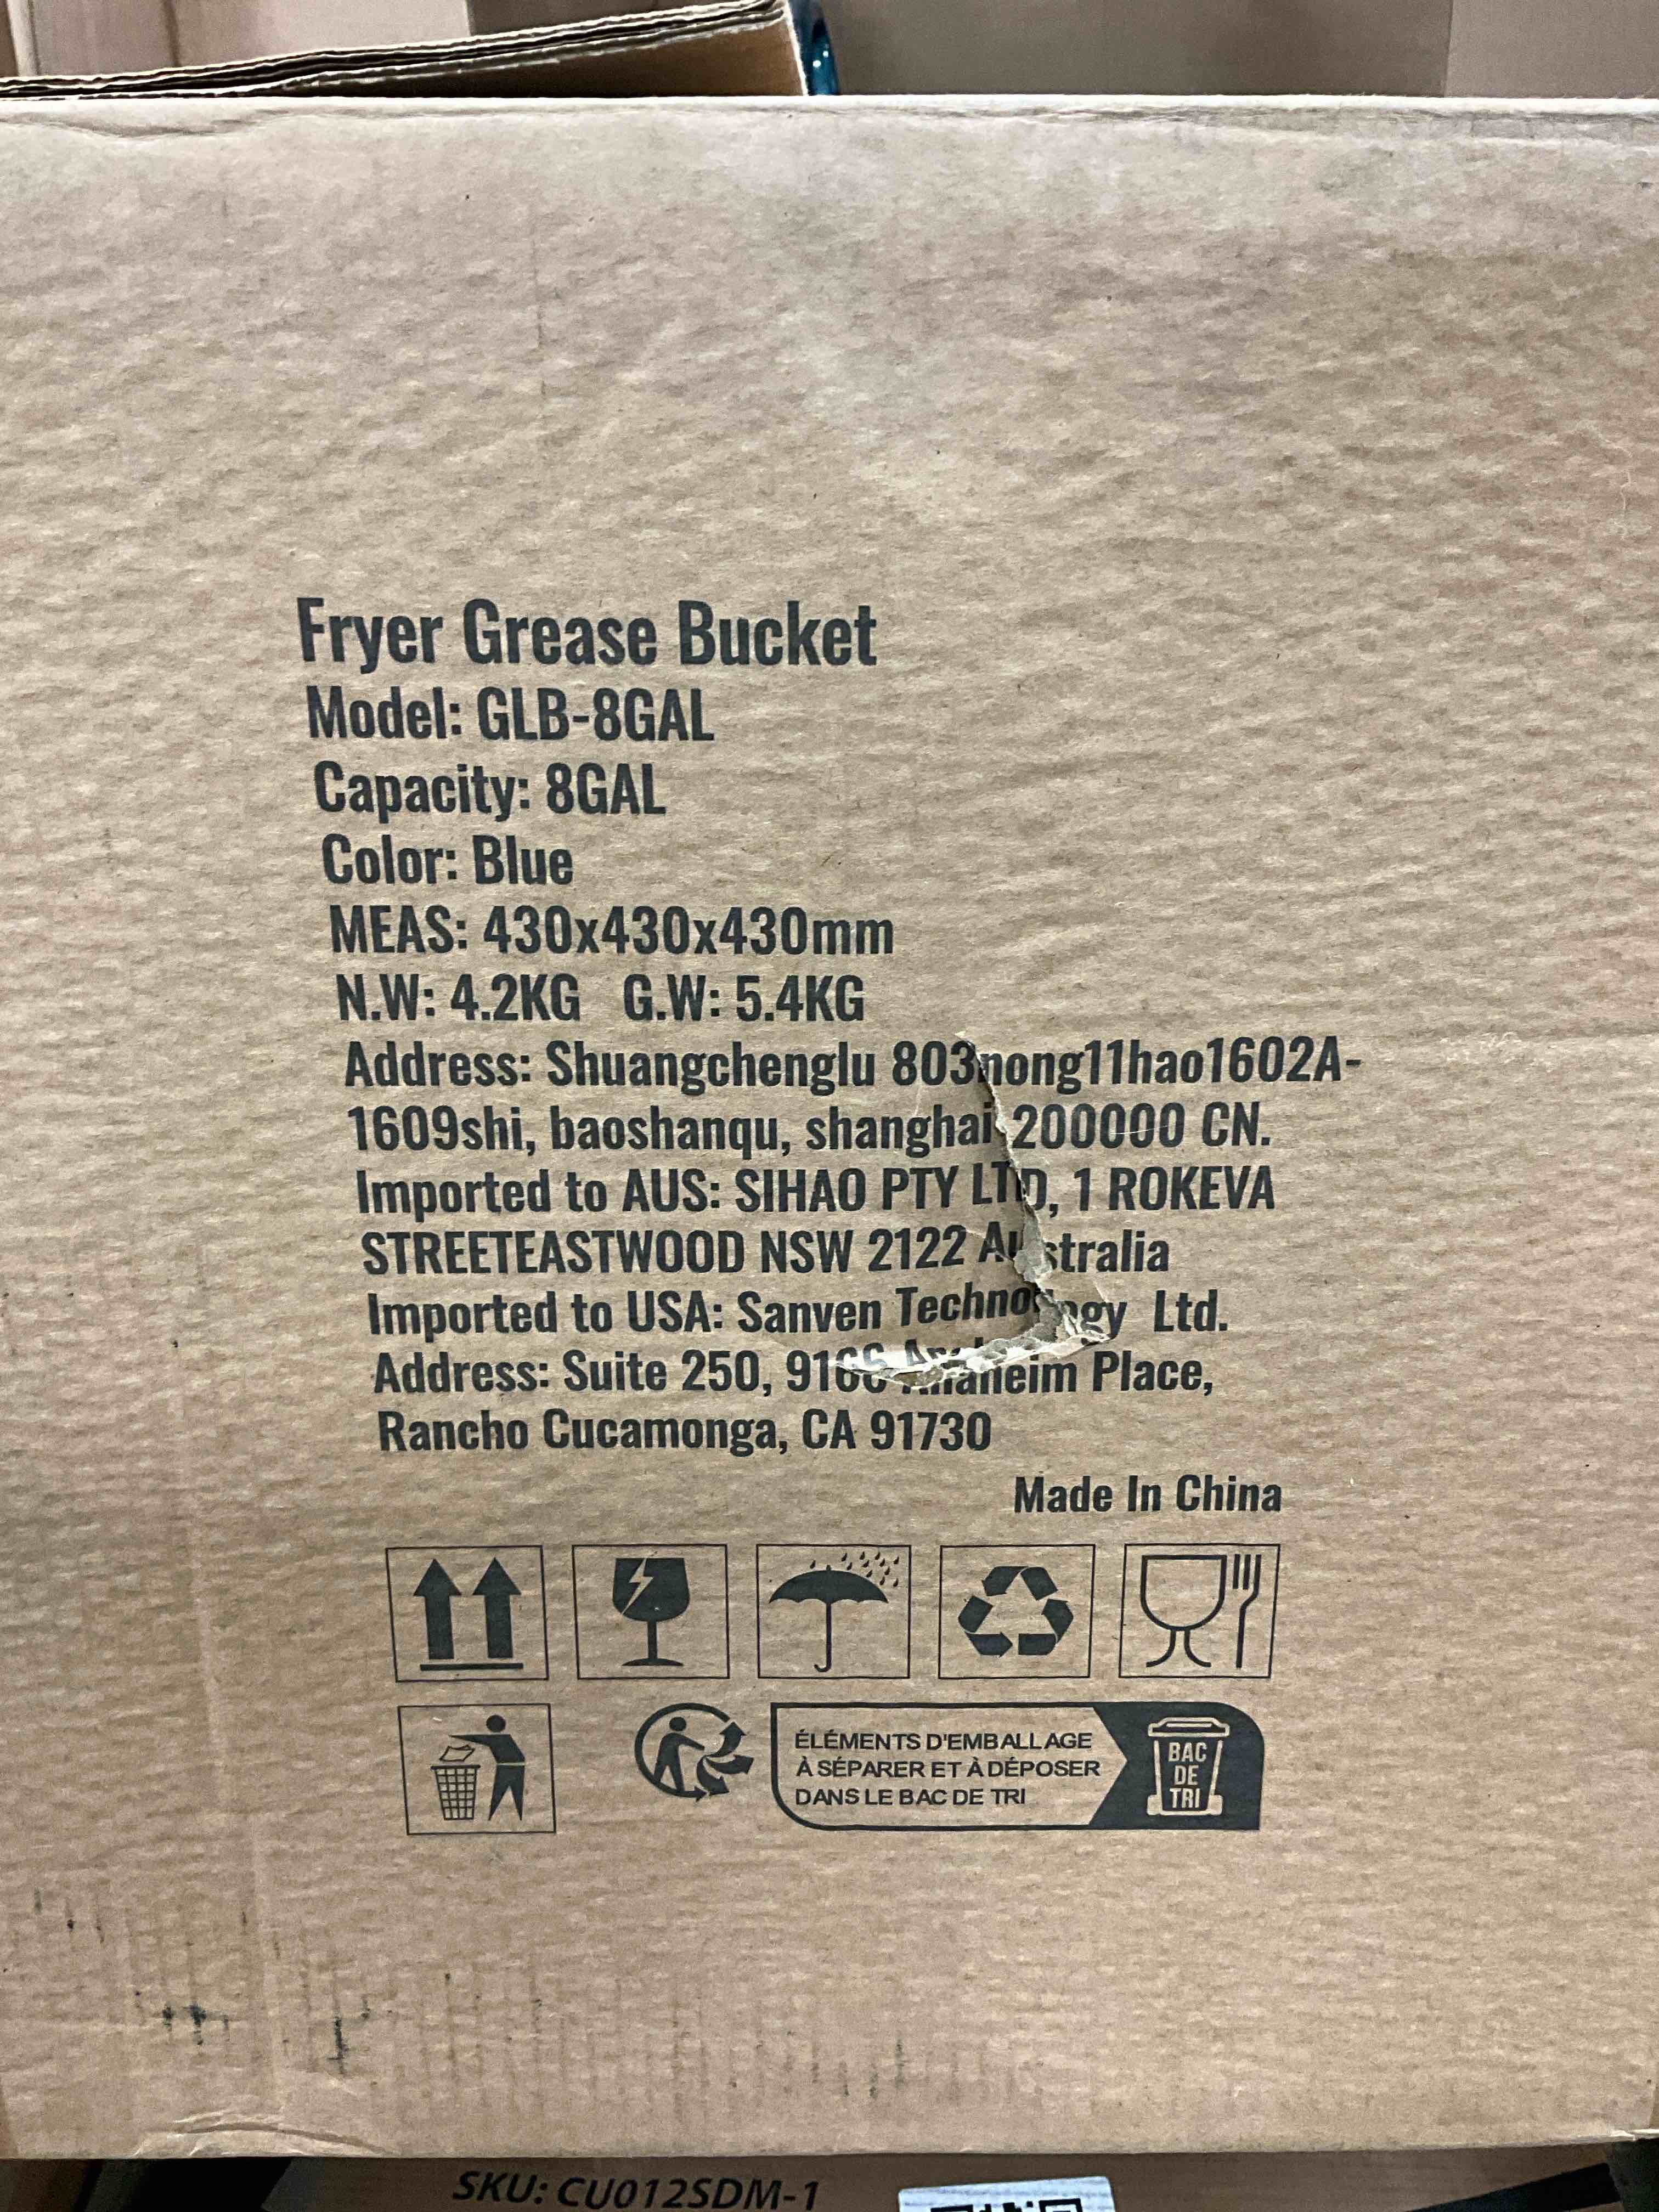 Fryer Grease Bucket
Model: GLB-8GAL
Capacity: 8GAL
Color: Blue
MEAS: 430x430x430mm
N.W: 4.2KG G.W: 5.4KG
Address: Shuangchenglu 803nong11hao1602A-
1609shi, baoshanqu, shanghai 200000 CN.
Imported to AUS: SIHAO PTY LTD, 1 ROKEVA
STREETEASTWOOD NSW 2122 Australia
Imported to USA: Sanven Technology Ltd.
Address: Suite 250, 9166 Anaheim Place,
Rancho Cucamonga, CA 91730
Made In China
ÉLÉMENTS D'EMBALLAGE
À SÉPARER ET À DÉPOSER
DANS LE BAC DE TRI
BAC
DE
TRI
SKU: CU012SDM-1